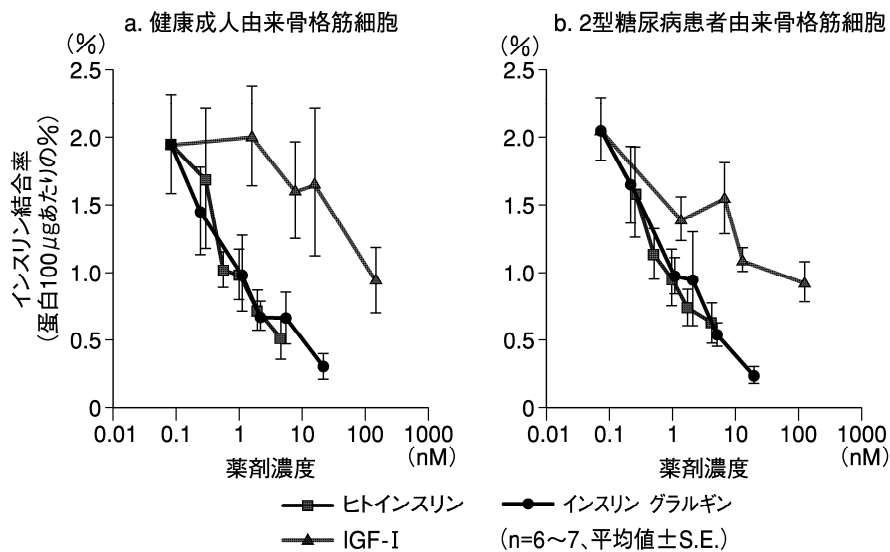 a. 健康成人由来骨格筋細胞
(%)
2.5
2.0
1.5
1.0
0.5
0
0.01 0.1 1 10 100 1000
(nM)
薬剤濃度
b. 2型糖尿病患者由来骨格筋細胞
(%)
2.5
2.0
1.5
1.0
0.5
0
0.01 0.1 1 10 100 1000
(nM)
薬剤濃度
インスリン結合率
(蛋白100μgあたりの%)
ヒトインスリン
インスリン グラルギン
IGF-I
(n=6〜7、平均値±S.E.)